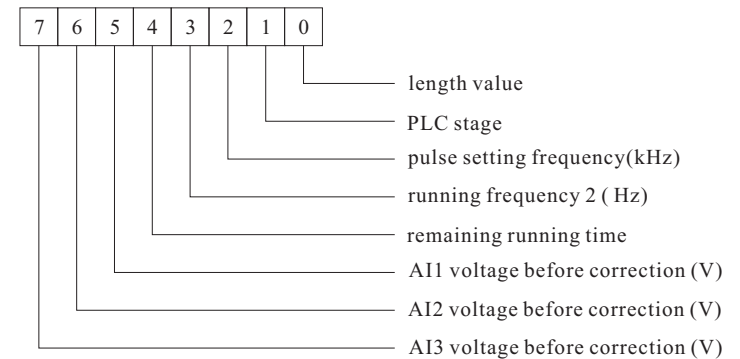 7 6 5 4 3 2 1 0
length value
PLC stage
pulse setting frequency(kHz)
running frequency 2 ( Hz)
remaining running time
AI1 voltage before correction (V)
AI2 voltage before correction (V)
AI3 voltage before correction (V)